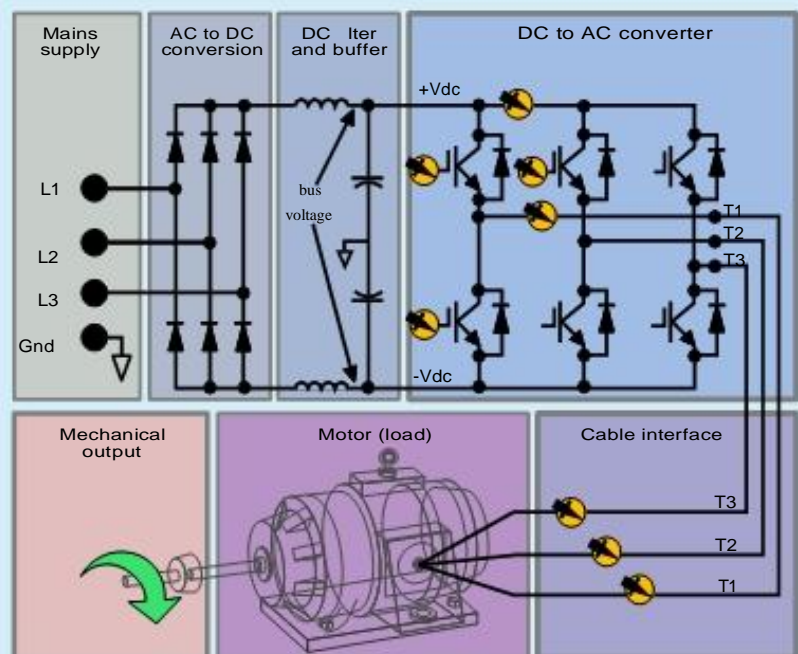 Mains
supply
AC to DC
conversion
DC lter
and buffer
DC to AC converter
+Vdc
L1
bus
voltage
T1
L2
T2
T3
L3
Gnd
-Vdc
Mechanical
output
Motor (load)
Cable interface
T3
T2
T1